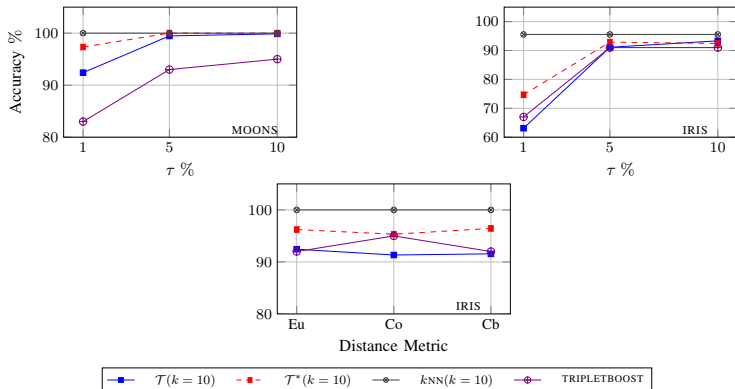 Accuracy %
100
90
80
1
5
10
MOONS
τ %
90
80
70
60
1
5
10
IRIS
τ %
100
90
80
Eu
Co
Cb
IRIS
Distance Metric
𝒯(k = 10)
𝒯*(k = 10)
kNN(k = 10)
TRIPLETBOOST